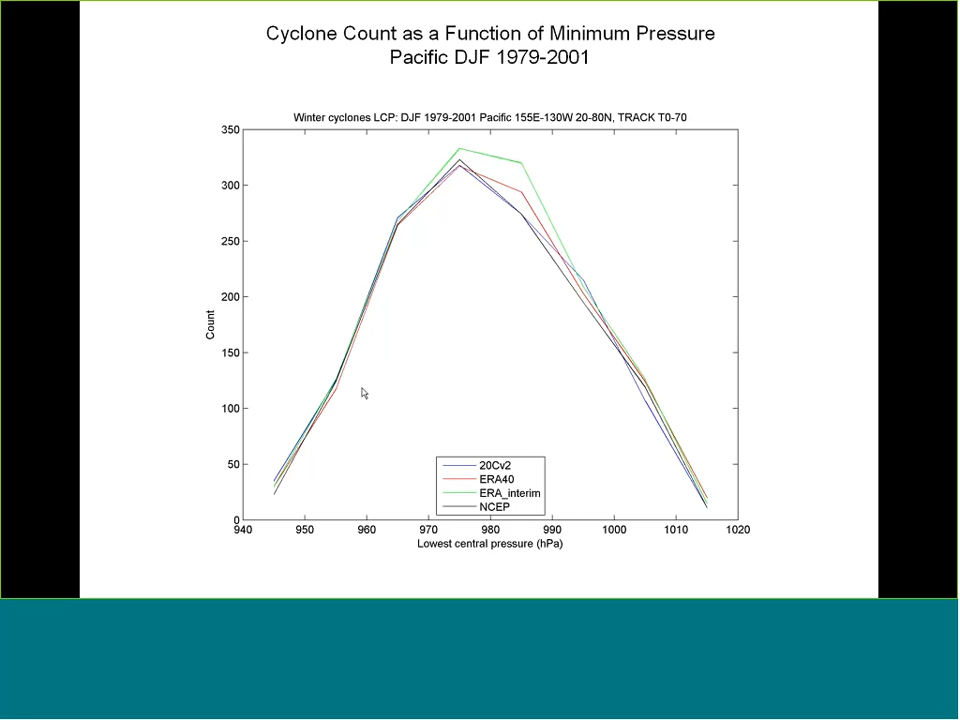 Cyclone Count as a Function of Minimum Pressure
Pacific DJF 1979-2001
Winter cyclones LCP: DJF 1979-2001 Pacific 155E-130W 20-80N, TRACK T0-70
350
300
250
200
150
100
50
0
Count
20Cv2
ERA40
ERA_interim
NCEP
940 950 960 970 980 990 1000 1010 1020
Lowest central pressure (hPa)